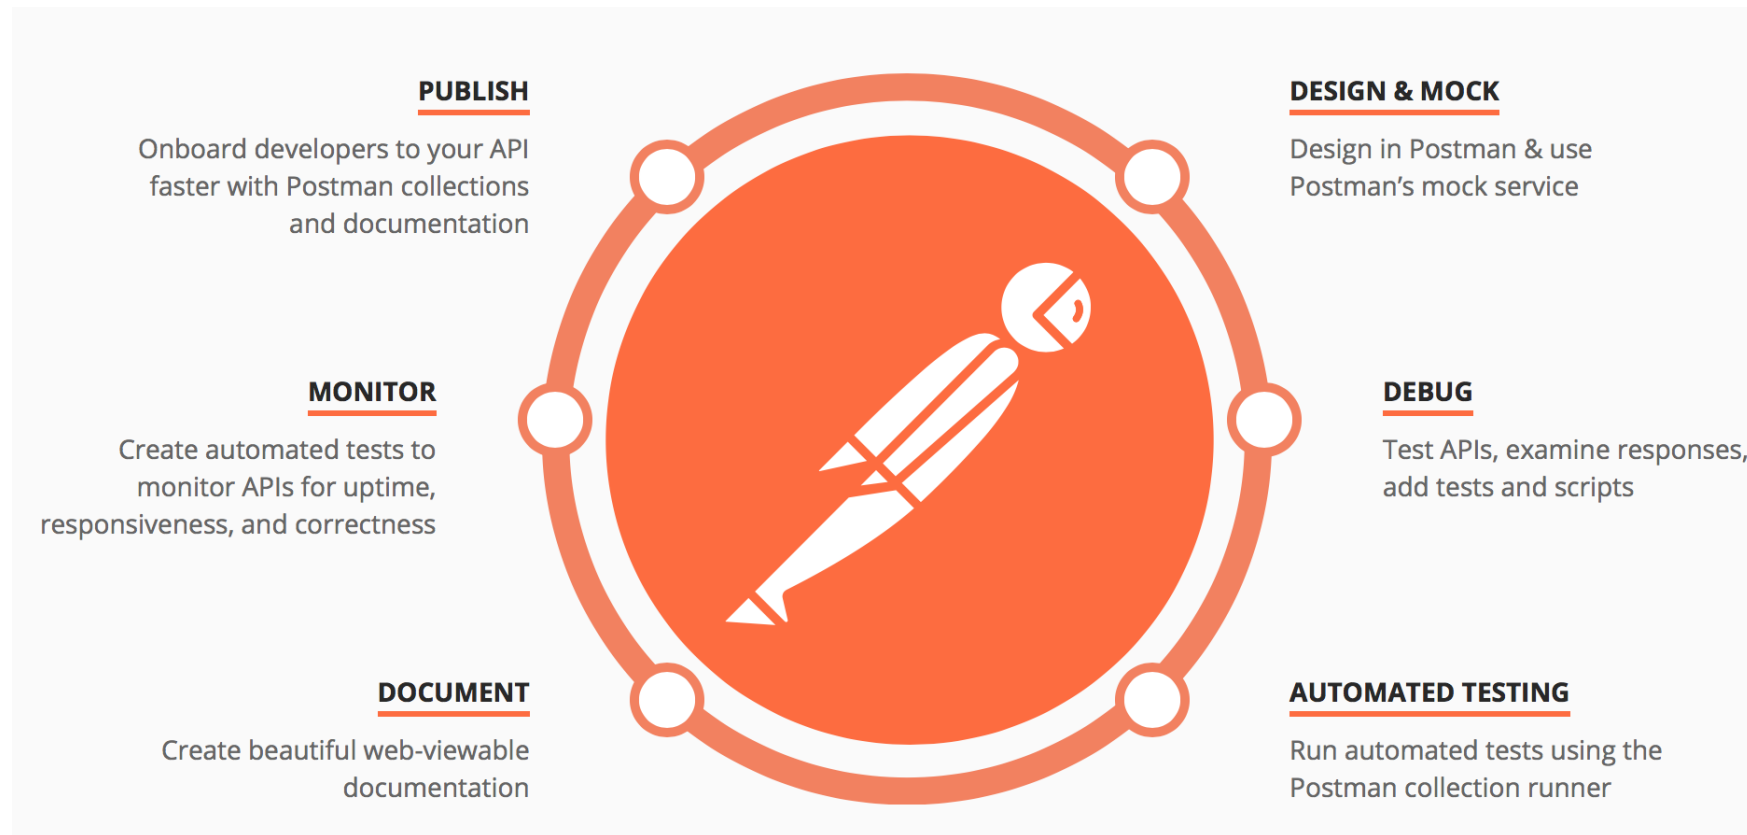 PUBLISH
Onboard developers to your API
faster with Postman collections
and documentation
DESIGN & MOCK
Design in Postman & use
Postman’s mock service
MONITOR
Create automated tests to
monitor APIs for uptime,
responsiveness, and correctness
DEBUG
Test APIs, examine responses,
add tests and scripts
DOCUMENT
Create beautiful web-viewable
documentation
AUTOMATED TESTING
Run automated tests using the
Postman collection runner